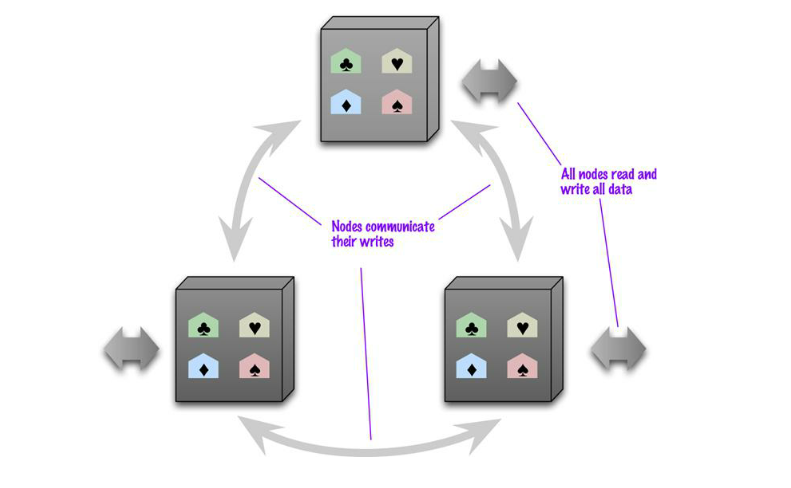 All nodes read and
write all data
Nodes communicate
their writes